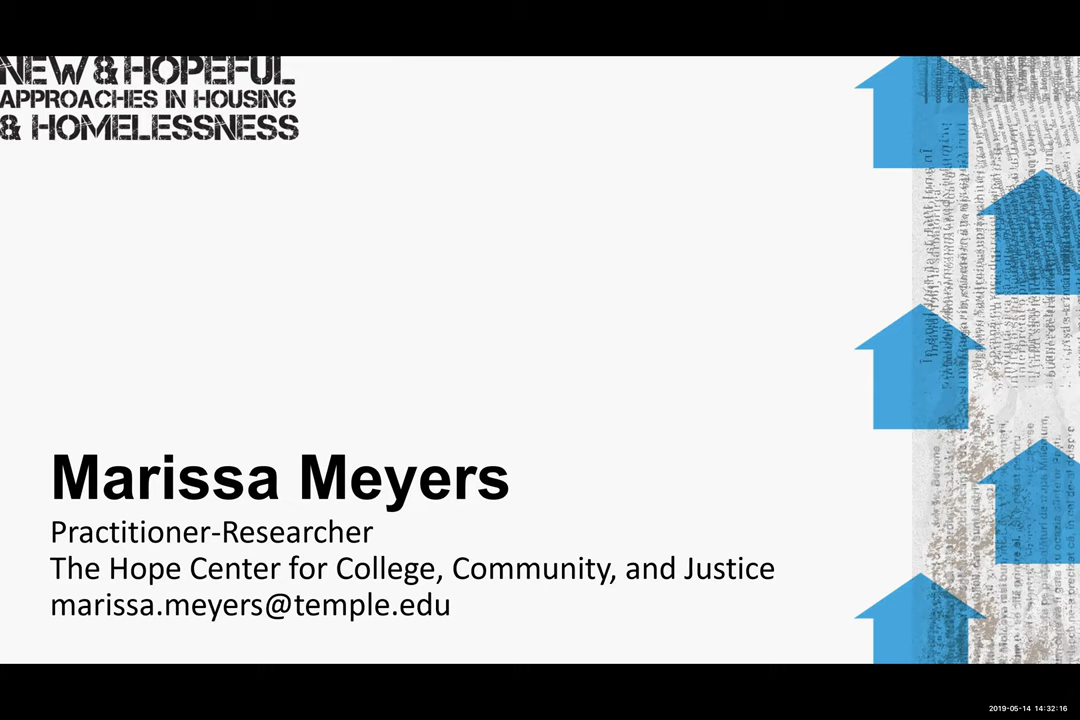 NEW & HOPEFUL
APPROACHES IN HOUSING
& HOMELESSNESS
Marissa Meyers
Practitioner-Researcher
The Hope Center for College, Community, and Justice
marissa.meyers@temple.edu
2019-05-14 14:32:16